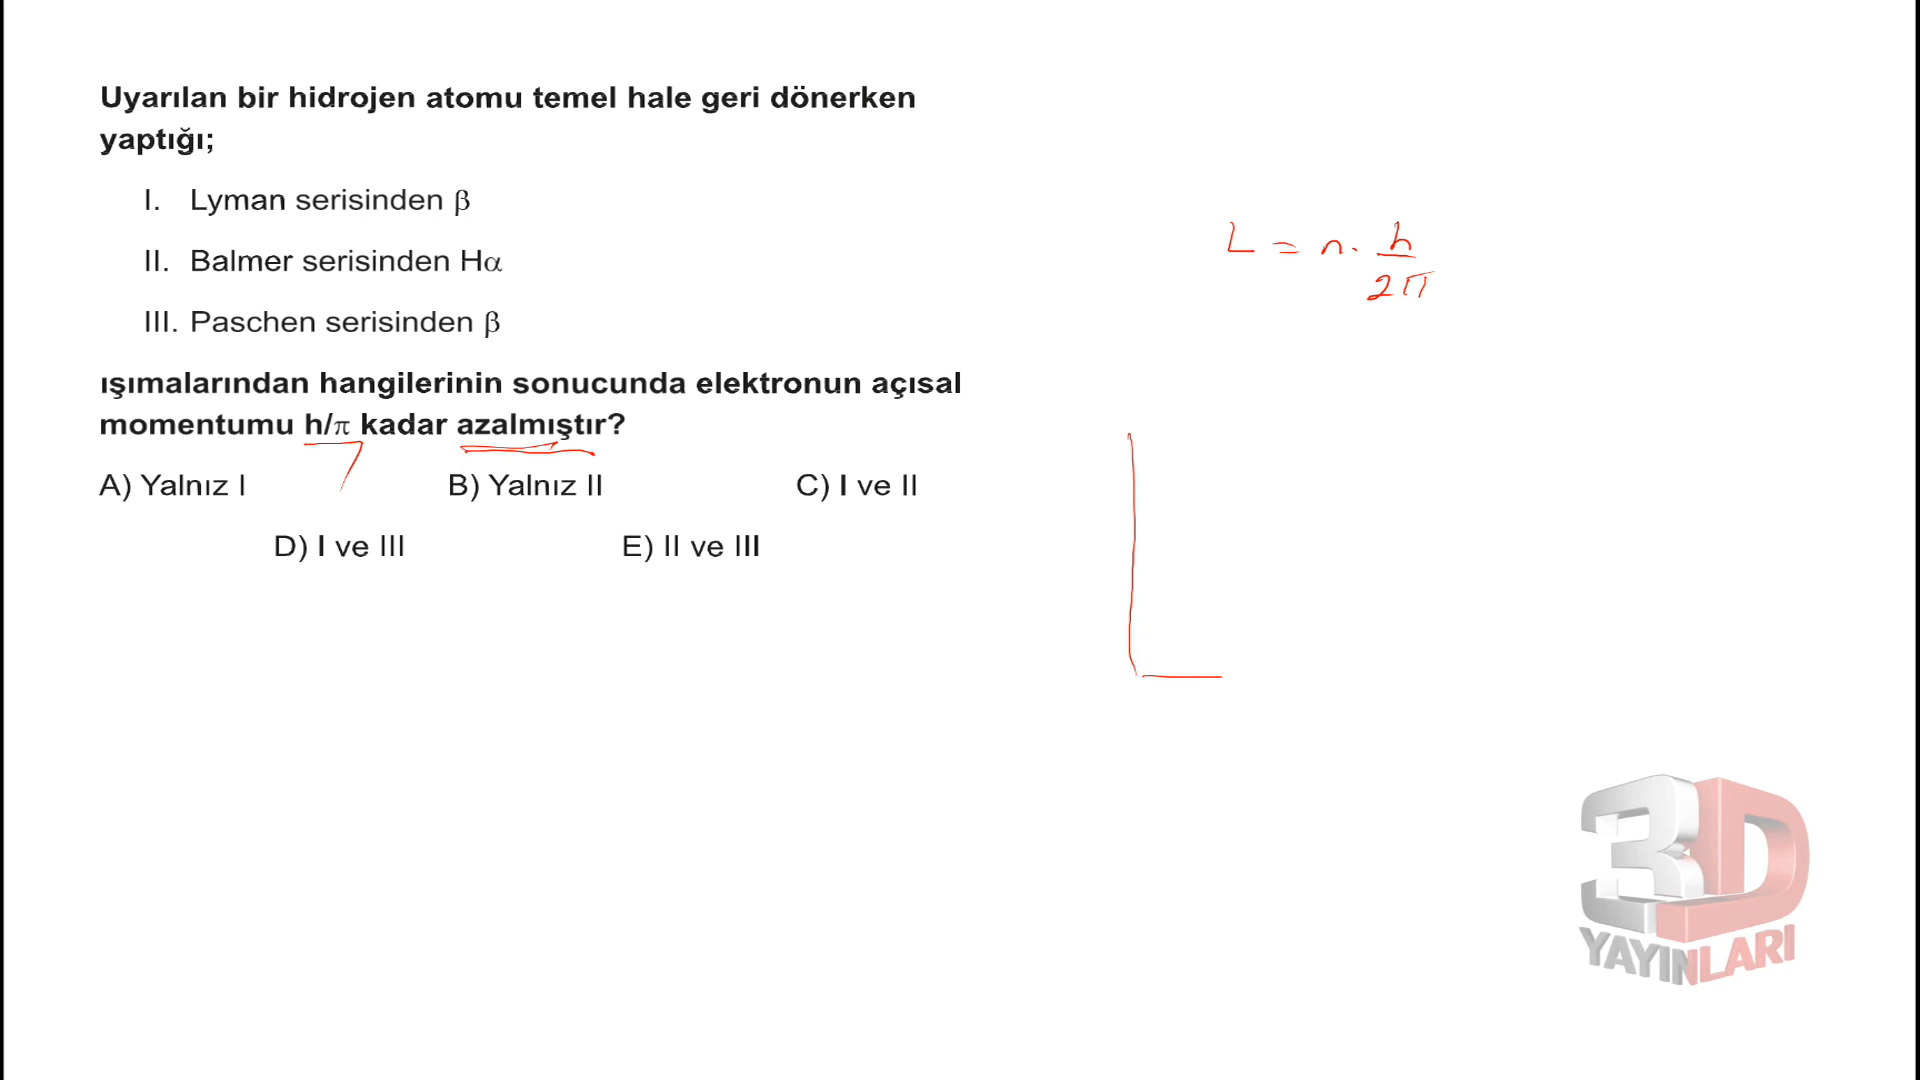 Uyarılan bir hidrojen atomu temel hale geri dönerken
yaptığı;
I. Lyman serisinden β
II. Balmer serisinden Hα
III. Paschen serisinden β
ışımalarından hangilerinin sonucunda elektronun açısal
momentumu h/π kadar azalmıştır?
A) Yalnız I B) Yalnız II C) I ve II
D) I ve III E) II ve III
L = n. h/2π
3D
YAYINLARI